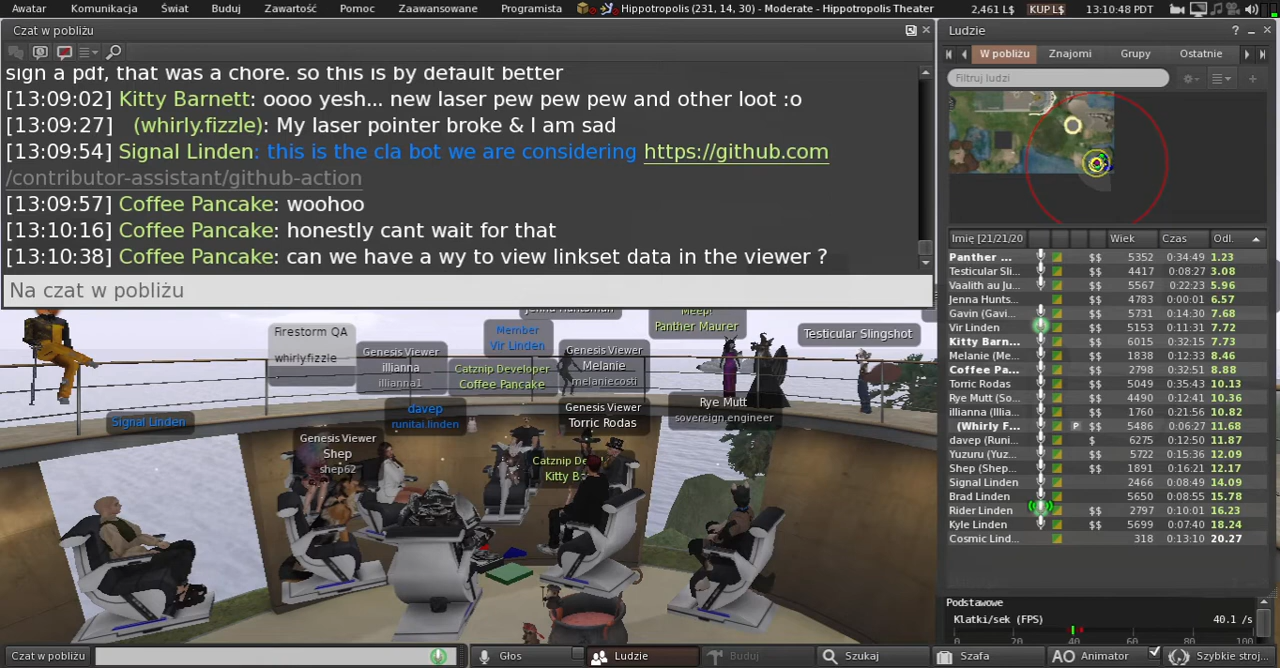 Awatar Komunikacja Świat Buduj Zawartość Pomoc Zaawansowane Programista Hippotropolis (231, 14, 30) - Moderate - Hippotropolis Theater 2,461 L$ KUP L$ 13:10:48 PDT
Czat w pobliżu
sign a pdf, that was a chore. so this is by default better
[13:09:02] Kitty Barnett: oooo yesh... new laser pew pew pew and other loot :o
[13:09:27] (whirly.fizzle): My laser pointer broke & I am sad
[13:09:54] Signal Linden: this is the cla bot we are considering https://github.com
/contributor-assistant/github-action
[13:09:57] Coffee Pancake: woohoo
[13:10:16] Coffee Pancake: honestly cant wait for that
[13:10:38] Coffee Pancake: can we have a wy to view linkset data in the viewer ?
Na czat w pobliżu
Firestorm QA
whirlyfizzle
Genesis Viewer
illianna
illianna1
Member
Vir Linden
Catznip Developer
Coffee Pancake
Genesis Viewer
Melanie
melaniecosti
Meep!
Panther Maurer
Testicular Slingshot
Signal Linden
davep
runitai.linden
Genesis Viewer
Torric Rodas
Rye Mutt
sovereign.engineer
Genesis Viewer
Shep
shep62
Catznip De
Kitty B
Ludzie
W pobliżu Znajomi Grupy Ostatnie
Filtruj ludzi
Imię [21/21/20 Wiek Czas Odl.
Panther ... 5352 0:34:49 1.23
Testicular Sli... $$ 4417 0:08:27 3.08
Vaalith au Ju... $$ 5567 0:22:23 5.96
Jenna Hunts... 4783 0:00:01 6.57
Gavin (Gavi... $$ 5731 0:14:30 7.68
Vir Linden $$ 5153 0:11:31 7.72
Kitty Barn... $$ 6015 0:32:15 7.73
Melanie (Me... $$ 1838 0:12:33 8.46
Coffee Pa... $$ 2798 0:32:51 8.88
Torric Rodas $$ 5049 0:35:43 10.13
Rye Mutt (So... $$ 4490 0:12:41 10.36
illianna (Illia... $$ 1760 0:21:56 10.82
(Whirly F... P $$ 5486 0:06:27 11.68
davep (Runi... $ 6275 0:12:50 11.87
Yuzuru (Yuz... $$ 5722 0:15:36 12.09
Shep (Shep... $$ 1891 0:16:21 12.17
Signal Linden 2466 0:08:49 14.09
Brad Linden 5650 0:08:55 15.78
Rider Linden $$ 2797 0:10:01 16.23
Kyle Linden $$ 5699 0:07:40 18.24
Cosmic Lind... 318 0:13:10 20.27
Podstawowe
Klatki/sek (FPS) 40.1 /s
0 20 40 60 80 100
Czat w pobliżu Głos Ludzie Buduj Szukaj Szafa AO Animator Szybkie stroj...